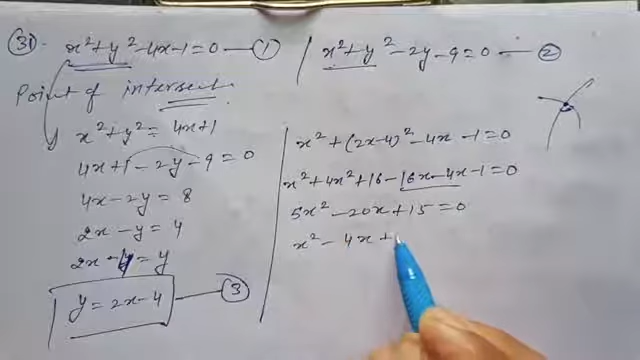 31. x² + y² - 4x - 1 = 0 — ① | x² + y² - 2y - 9 = 0 — ②
Point of intersect
x² + y² = 4x + 1
4x + 1 - 2y - 9 = 0
4x - 2y = 8
2x - y = 4
2x - 4 = y
y = 2x - 4 — ③
x² + (2x - 4)² - 4x - 1 = 0
x² + 4x² + 16 - 16x - 4x - 1 = 0
5x² - 20x + 15 = 0
x² - 4x +